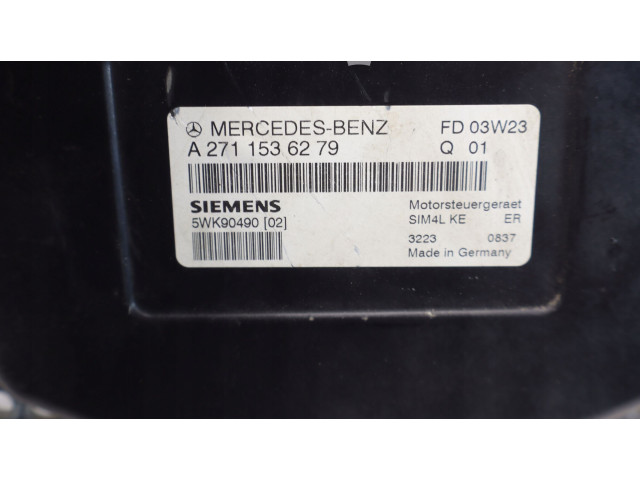 MERCEDES-BENZ FD 03W23
A 271 153 62 79 Q 01
SIEMENS Motorsteuergeraet
5WK90490 [02] SIM4L KE ER
3223 0837
Made in Germany